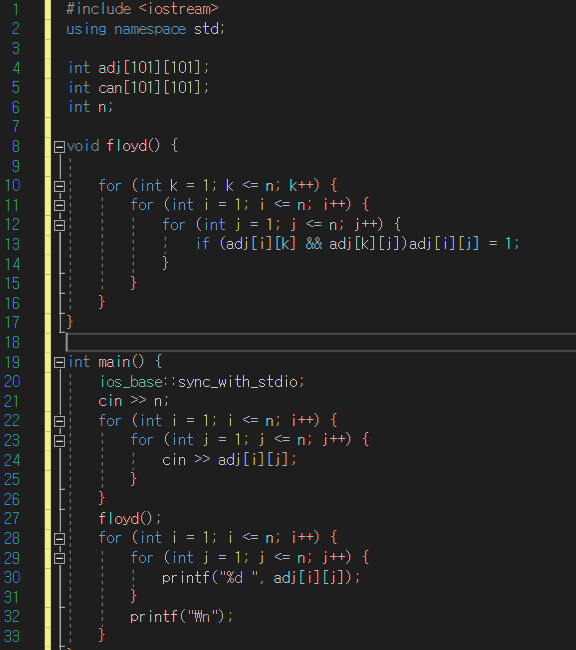 1 #include <iostream>
2 using namespace std;
3
4 int adj[101][101];
5 int can[101][101];
6 int n;
7
8 void floyd() {
9
10 for (int k = 1; k <= n; k++) {
11 for (int i = 1; i <= n; i++) {
12 for (int j = 1; j <= n; j++) {
13 if (adj[i][k] && adj[k][j])adj[i][j] = 1;
14 }
15 }
16 }
17 }
18
19 int main() {
20 ios_base::sync_with_stdio;
21 cin >> n;
22 for (int i = 1; i <= n; i++) {
23 for (int j = 1; j <= n; j++) {
24 cin >> adj[i][j];
25 }
26 }
27 floyd();
28 for (int i = 1; i <= n; i++) {
29 for (int j = 1; j <= n; j++) {
30 printf("%d ", adj[i][j]);
31 }
32 printf("₩n");
33 }